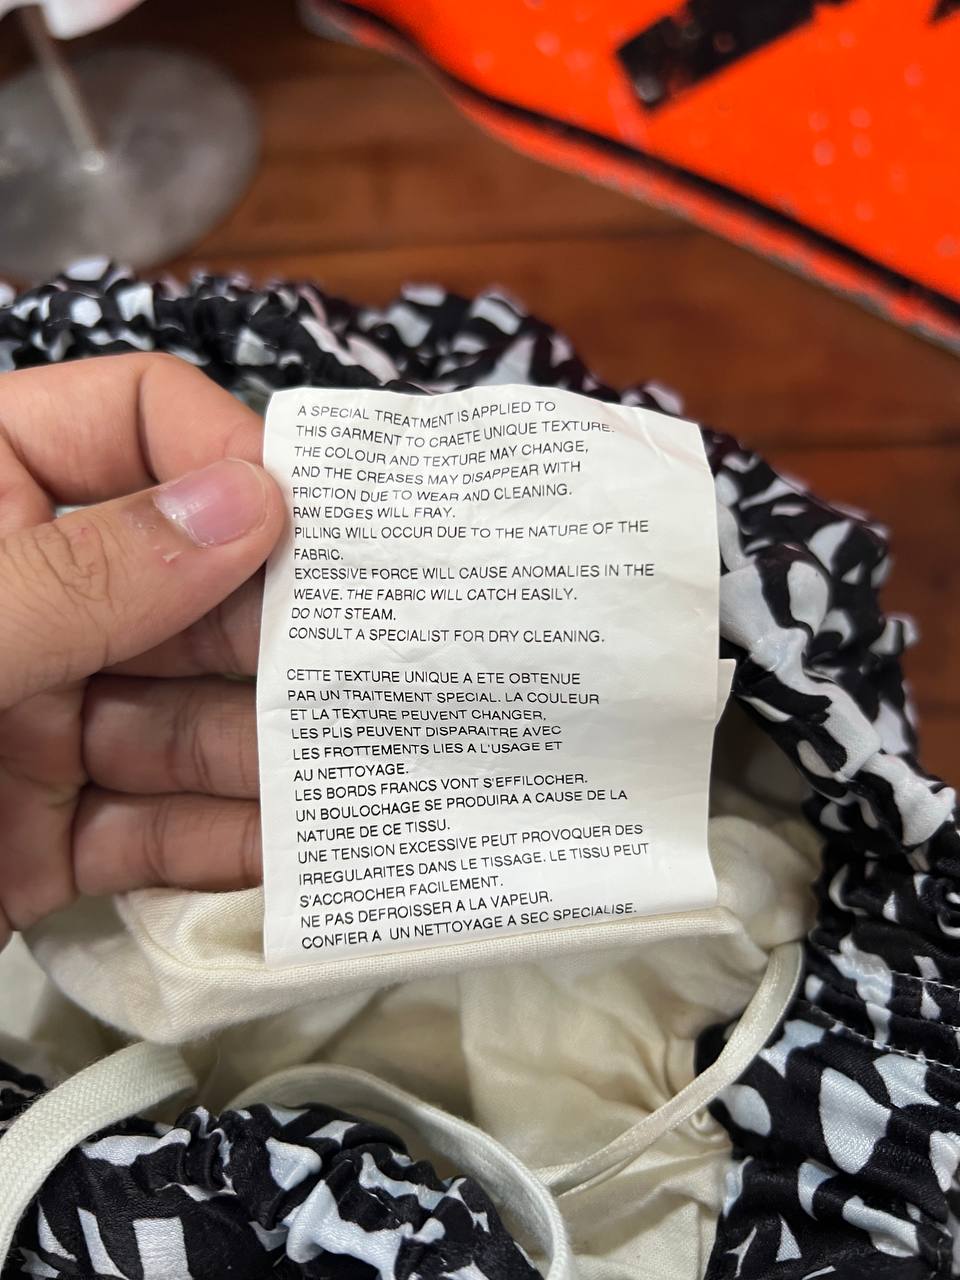 A SPECIAL TREATMENT IS APPLIED TO
THIS GARMENT TO CRAETE UNIQUE TEXTURE.
THE COLOUR AND TEXTURE MAY CHANGE,
AND THE CREASES MAY DISAPPEAR WITH
FRICTION DUE TO WEAR AND CLEANING.
RAW EDGES WILL FRAY.
PILLING WILL OCCUR DUE TO THE NATURE OF THE
FABRIC.
EXCESSIVE FORCE WILL CAUSE ANOMALIES IN THE
WEAVE. THE FABRIC WILL CATCH EASILY.
DO NOT STEAM.
CONSULT A SPECIALIST FOR DRY CLEANING.
CETTE TEXTURE UNIQUE A ETE OBTENUE
PAR UN TRAITEMENT SPECIAL. LA COULEUR
ET LA TEXTURE PEUVENT CHANGER,
LES PLIS PEUVENT DISPARAITRE AVEC
LES FROTTEMENTS LIES A L'USAGE ET
AU NETTOYAGE.
LES BORDS FRANCS VONT S'EFFILOCHER.
UN BOULOCHAGE SE PRODUIRA A CAUSE DE LA
NATURE DE CE TISSU.
UNE TENSION EXCESSIVE PEUT PROVOQUER DES
IRREGULARITES DANS LE TISSAGE. LE TISSU PEUT
S'ACCROCHER FACILEMENT.
NE PAS DEFROISSER A LA VAPEUR.
CONFIER A UN NETTOYAGE A SEC SPECIALISE.